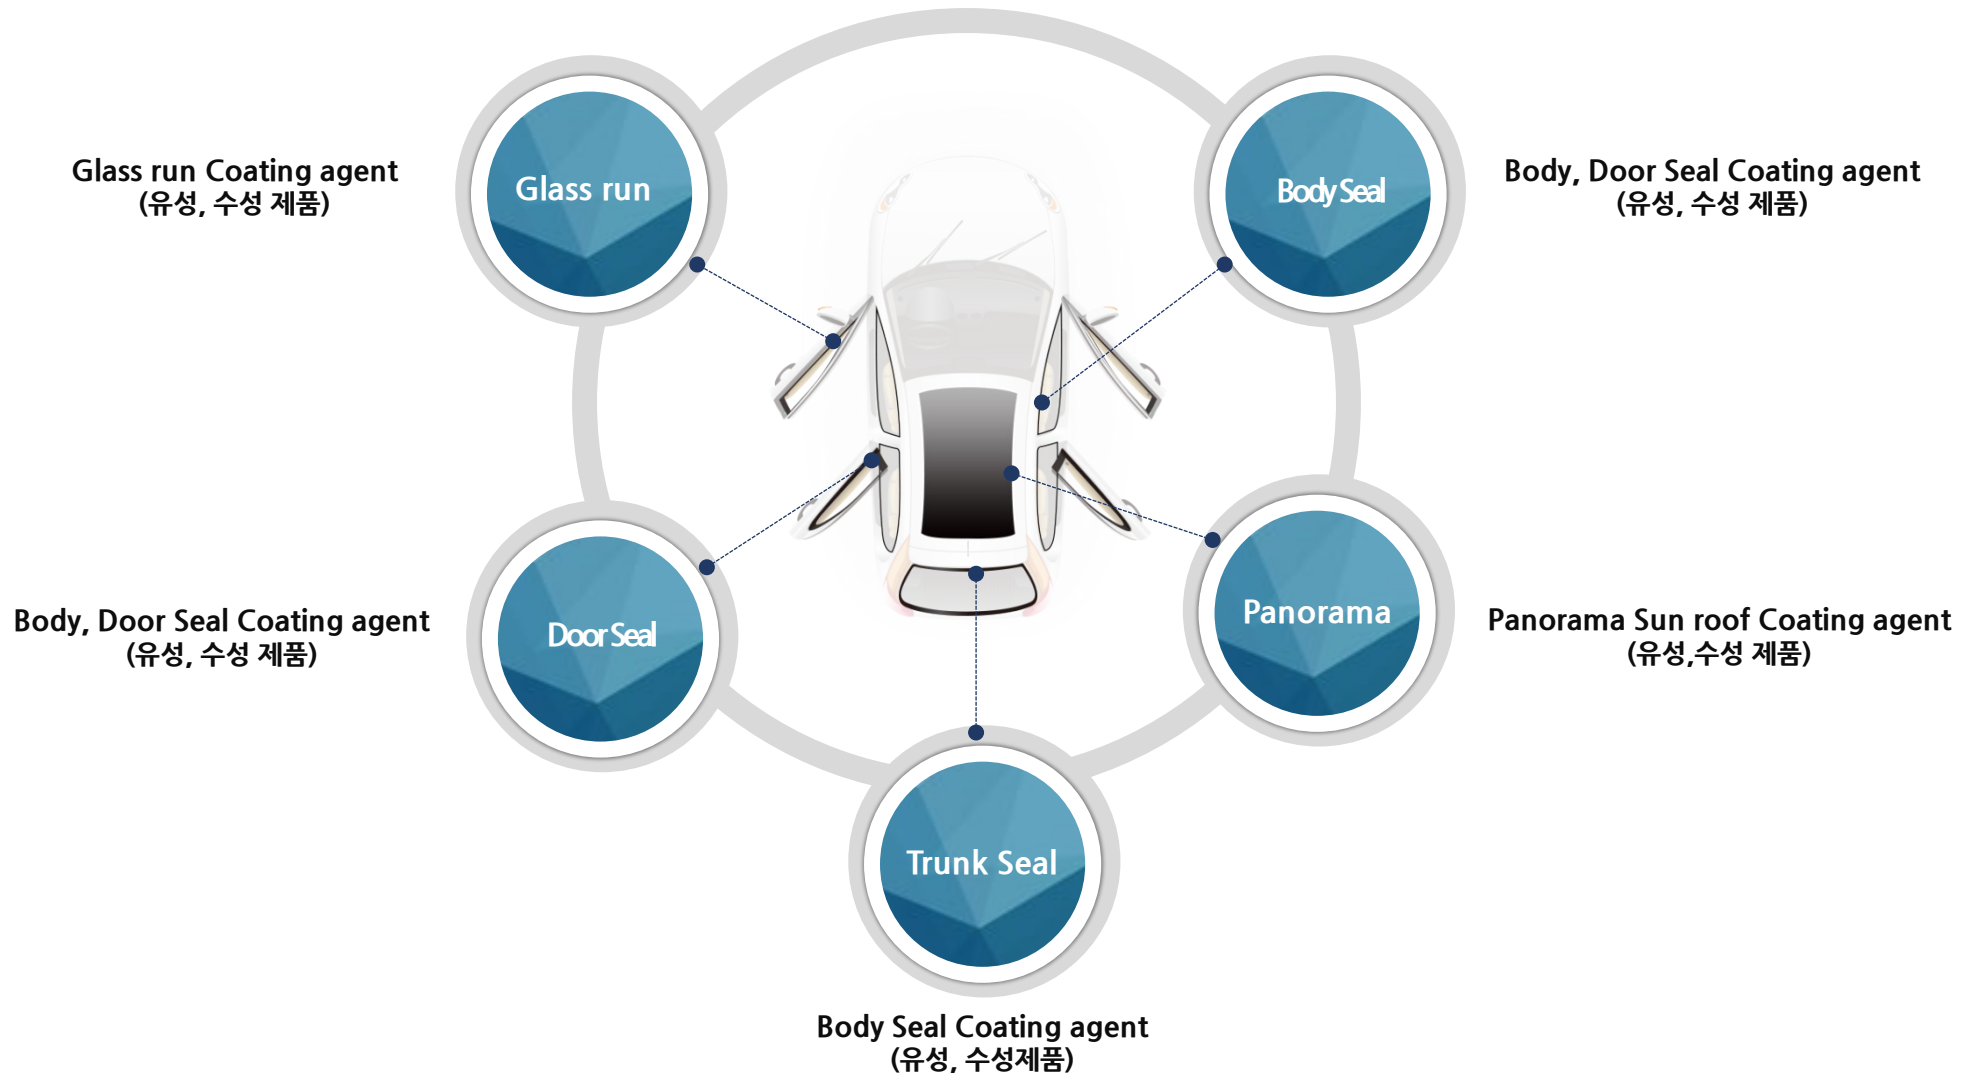 Glass run Coating agent
(유성, 수성 제품)
Glass run
Body Seal
Body, Door Seal Coating agent
(유성, 수성 제품)
Body, Door Seal Coating agent
(유성, 수성 제품)
Door Seal
Panorama
Panorama Sun roof Coating agent
(유성,수성 제품)
Trunk Seal
Body Seal Coating agent
(유성, 수성제품)